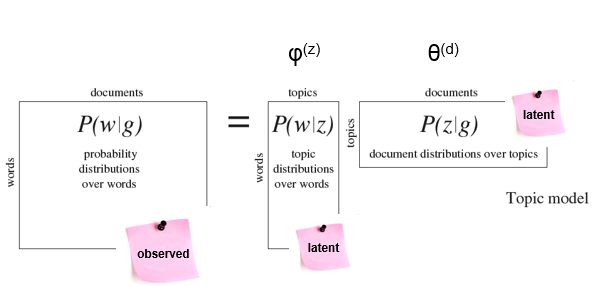 φ(z)
θ(d)
documents
topics
documents
words
P(w|g)
probability
distributions
over words
observed
=
words
P(w|z)
topic
distributions
over words
latent
topics
P(z|g)
document distributions over topics
latent
Topic model